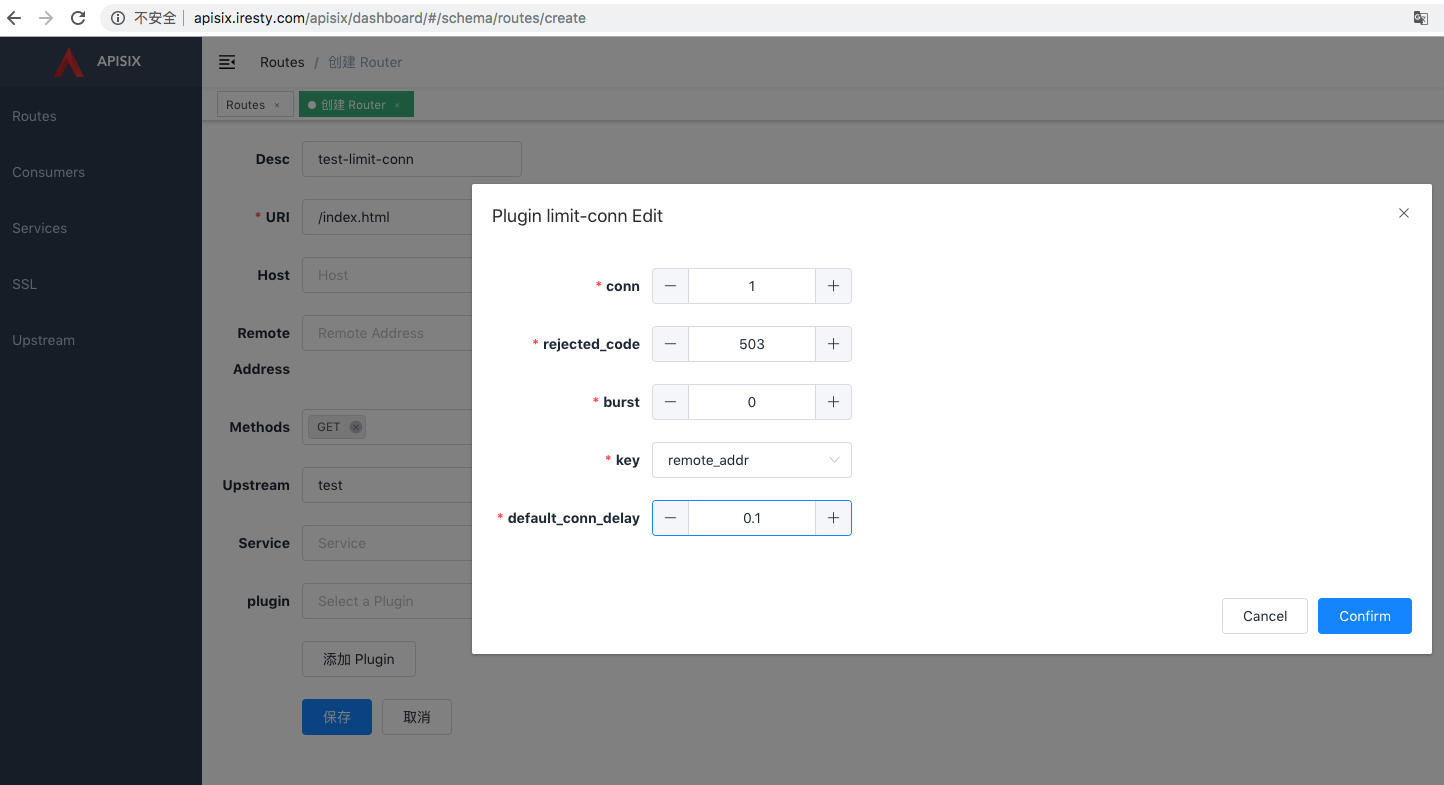 不安全
apisix.iresty.com/apisix/dashboard/#/schema/routes/create
APISIX
Routes / 创建 Router
Routes ×
创建 Router ×
Routes
Consumers
Services
SSL
Upstream
Desc test-limit-conn
* URI /index.html
Host Host
Remote Address Remote Address
Methods GET
Upstream test
Service Service
plugin Select a Plugin
添加 Plugin
保存 取消
Plugin limit-conn Edit
* conn 1
* rejected_code 503
* burst 0
* key remote_addr
* default_conn_delay 0.1
Cancel Confirm